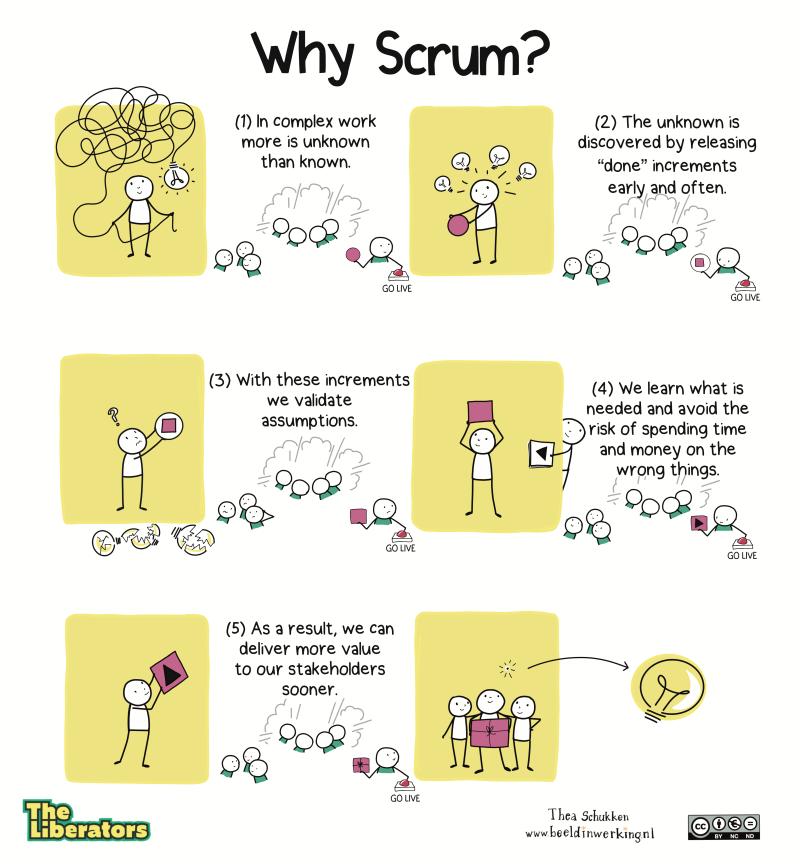 Why Scrum?
(1) In complex work
more is unknown
than known.
GO LIVE
(2) The unknown is
discovered by releasing
“done” increments
early and often.
GO LIVE
(3) With these increments
we validate
assumptions.
GO LIVE
(4) We learn what is
needed and avoid the
risk of spending time
and money on the
wrong things.
GO LIVE
(5) As a result, we can
deliver more value
to our stakeholders
sooner.
GO LIVE
The
Liberators
Thea Schukken
www.beeldinwerking.nl
cc
BY NC ND